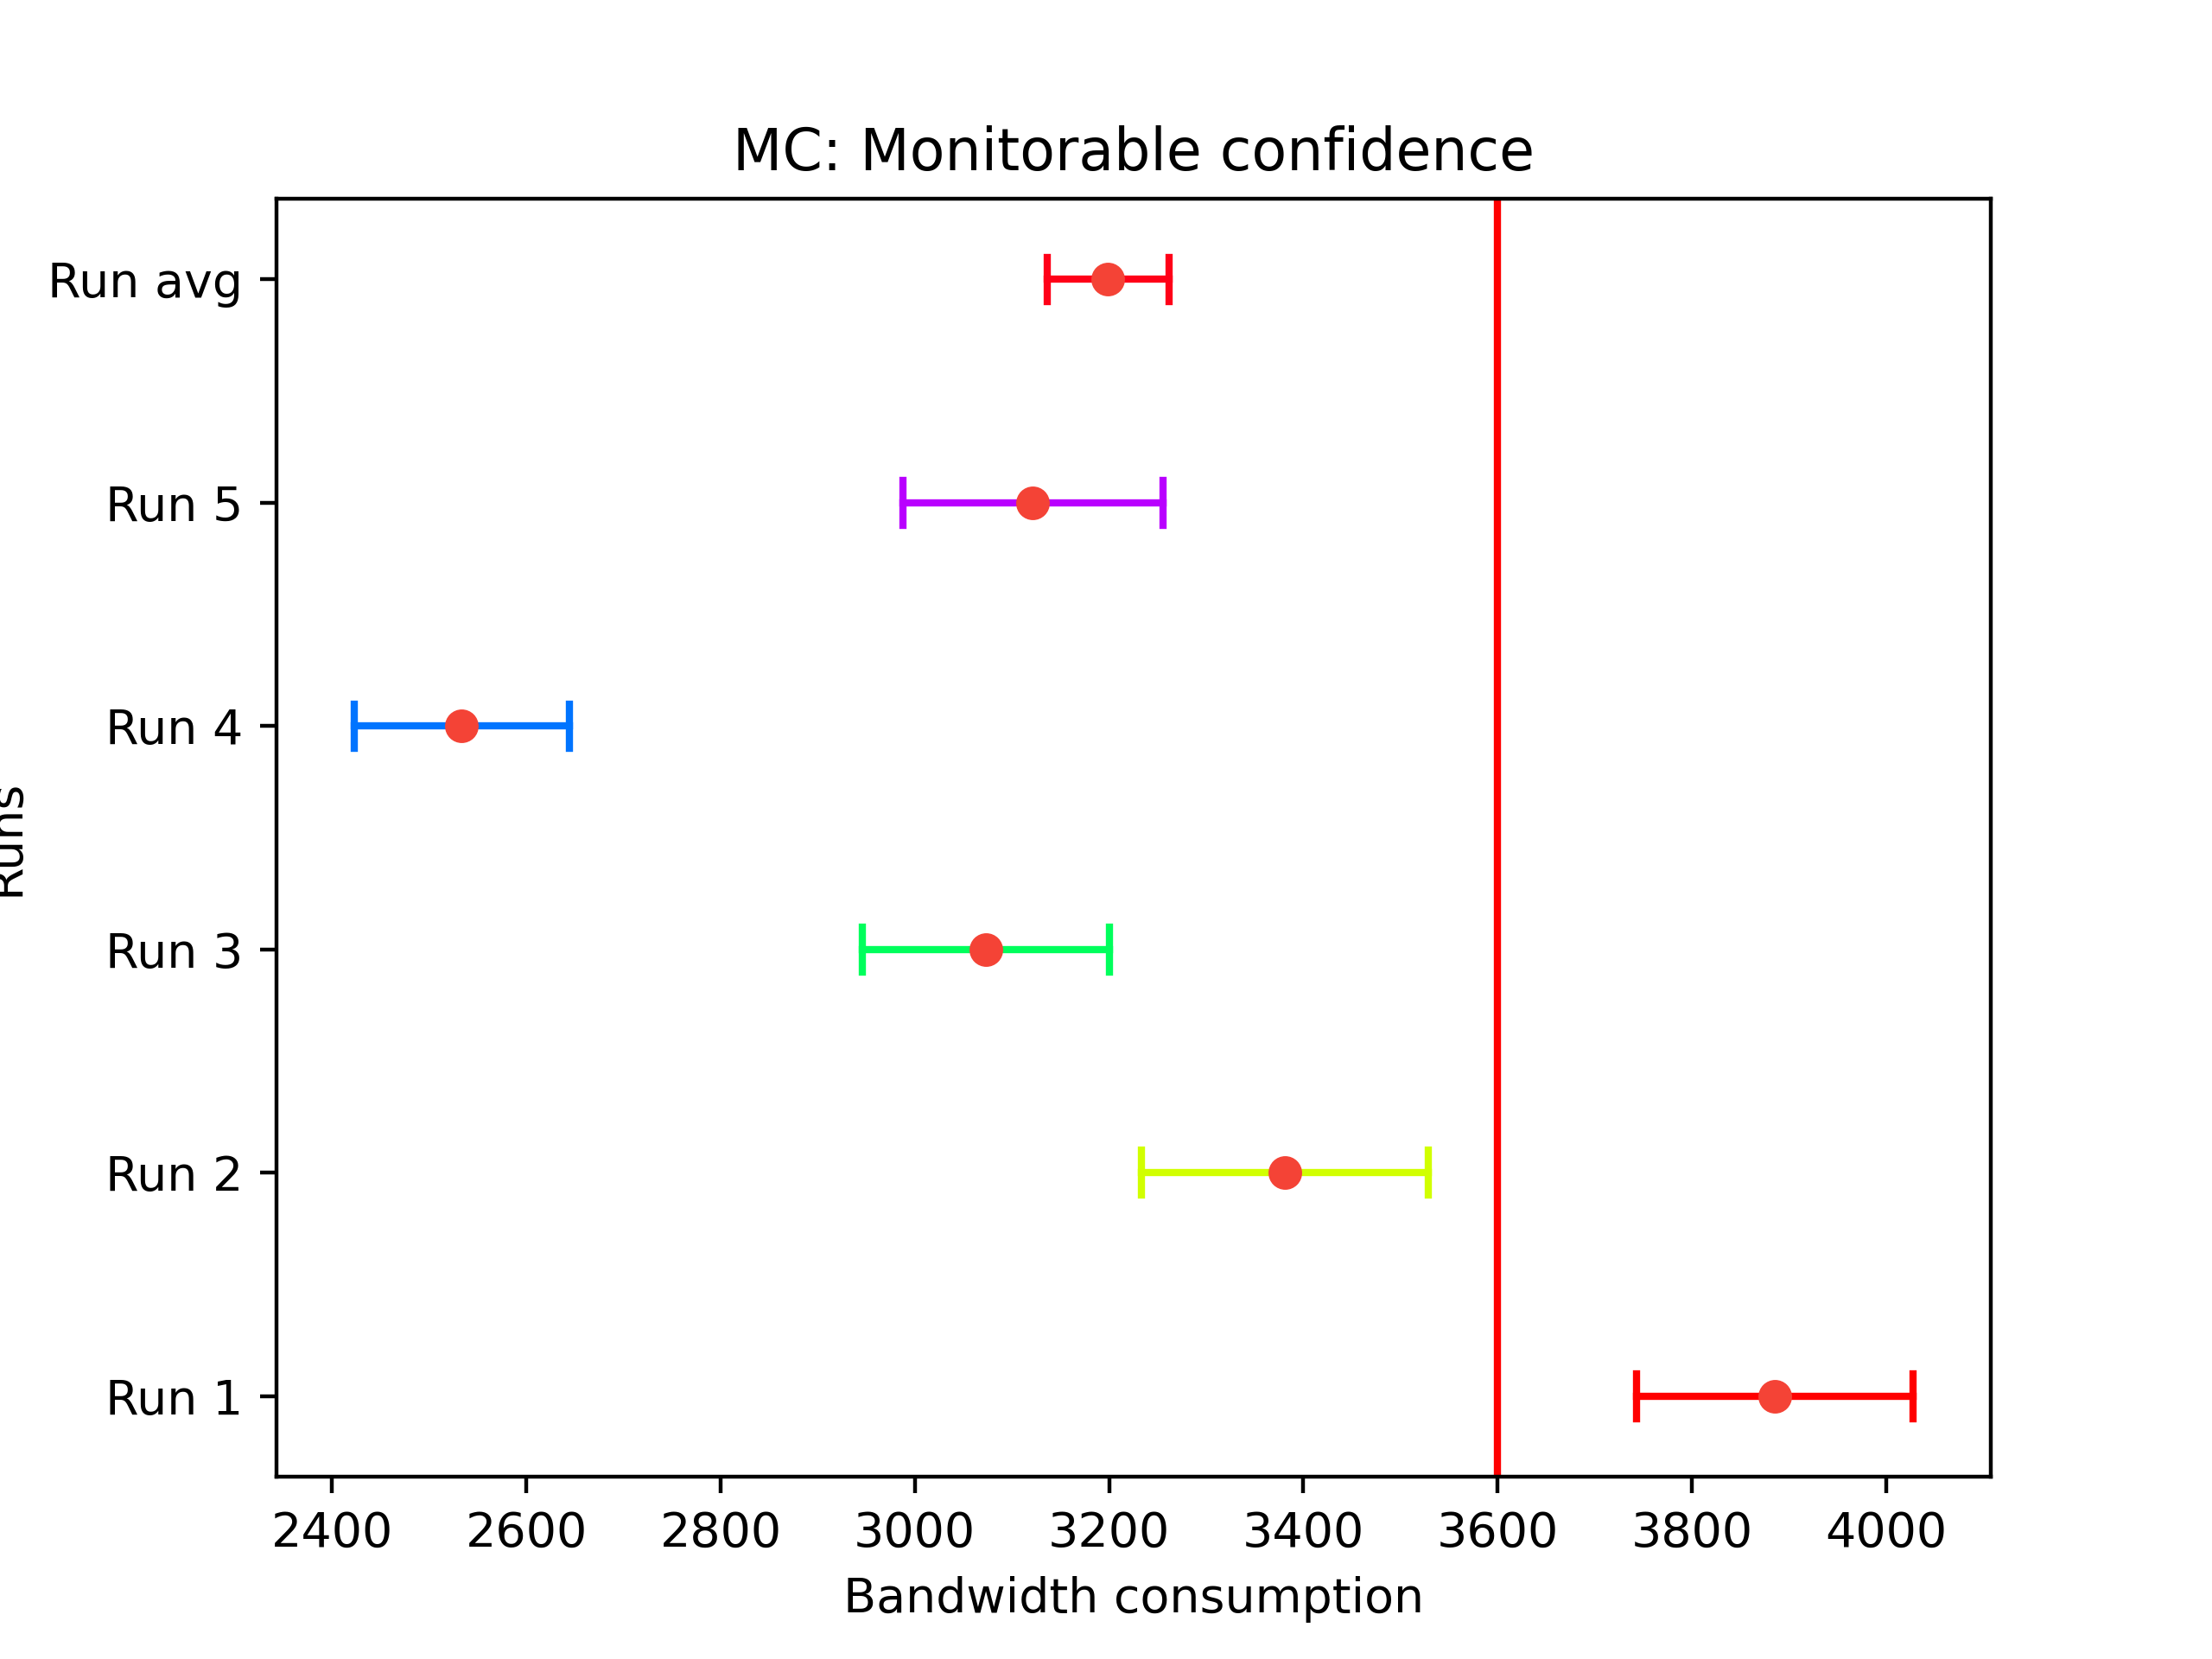 MC: Monitorable confidence
Run avg
Run 5
Run 4
Run 3
Run 2
Run 1
Runs
2400 2600 2800 3000 3200 3400 3600 3800 4000
Bandwidth consumption